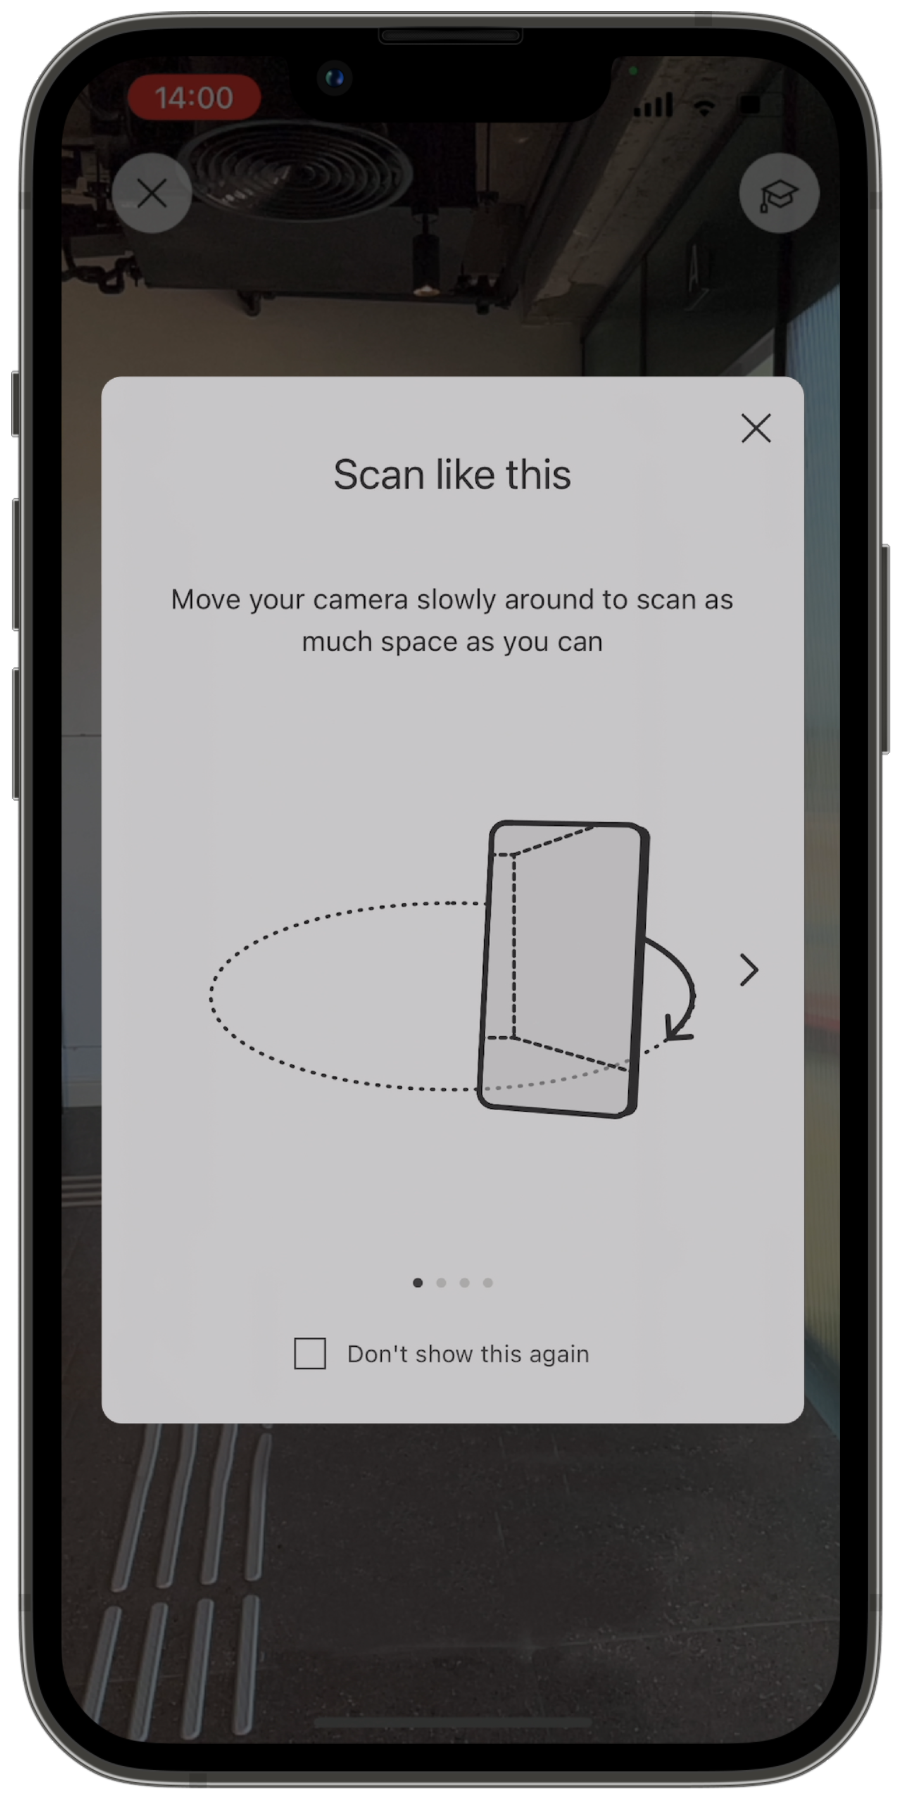 14:00
Scan like this
Move your camera slowly around to scan as
much space as you can
Don't show this again